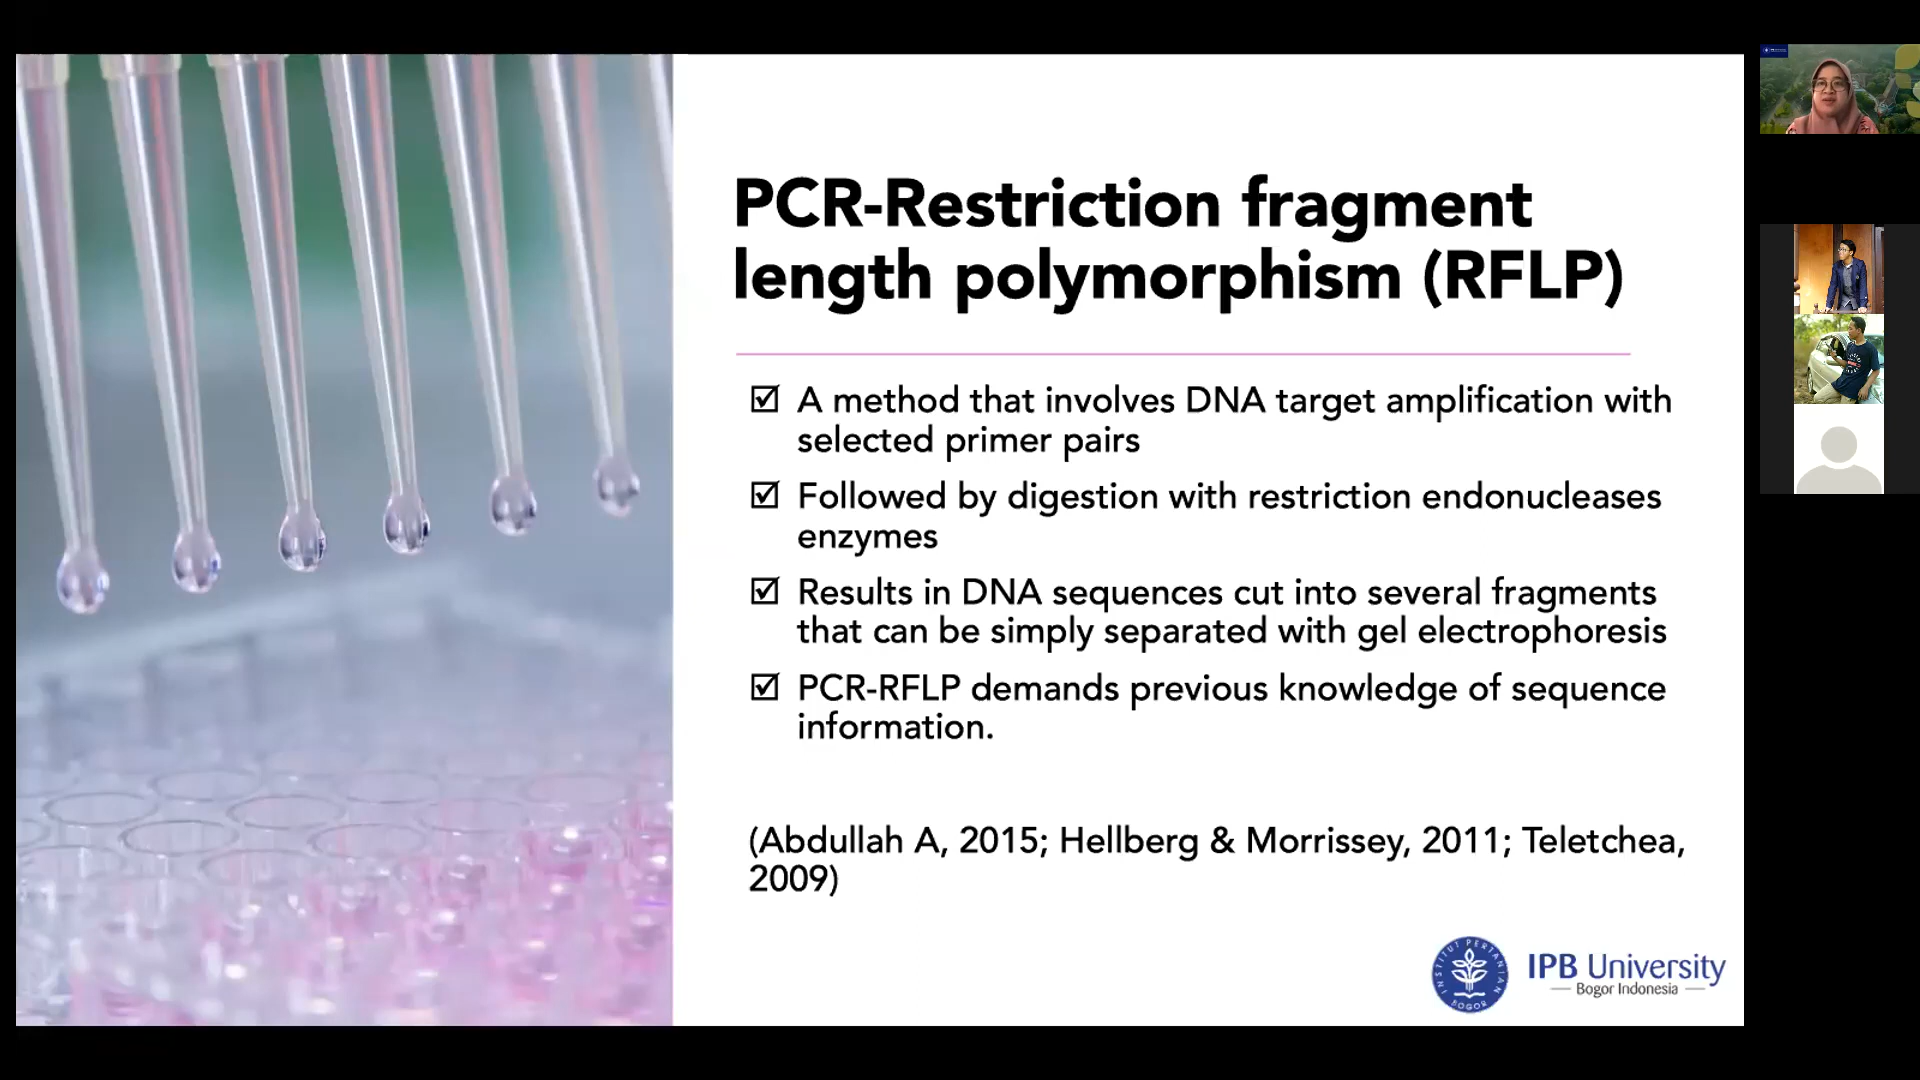 PCR-Restriction fragment
length polymorphism (RFLP)
A method that involves DNA target amplification with
selected primer pairs
Followed by digestion with restriction endonucleases
enzymes
Results in DNA sequences cut into several fragments
that can be simply separated with gel electrophoresis
PCR-RFLP demands previous knowledge of sequence
information.
(Abdullah A, 2015; Hellberg & Morrissey, 2011; Teletchea,
2009)
INSTITUT PERTANIAN
BOGOR
IPB University
Bogor Indonesia